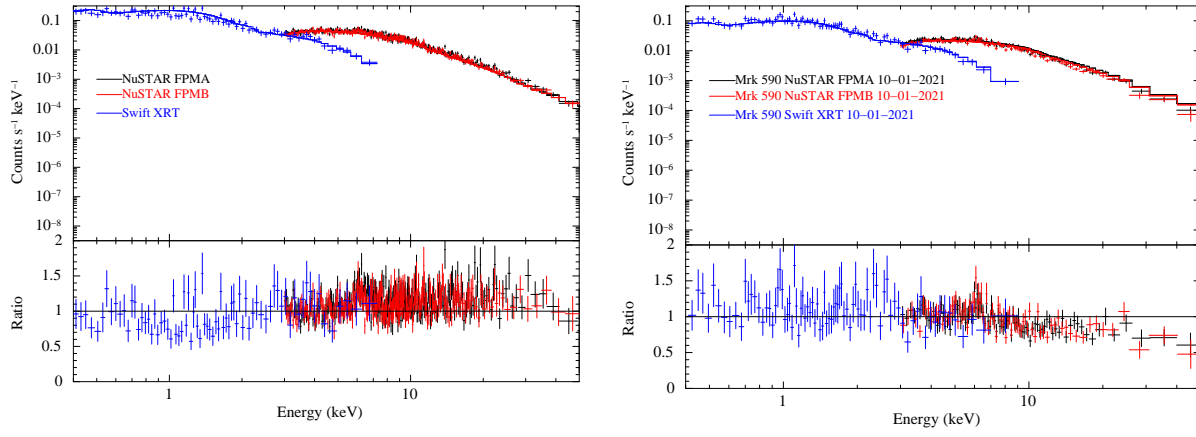 0.1
0.01
10⁻³
10⁻⁴
10⁻⁵
10⁻⁶
10⁻⁷
10⁻⁸
Counts s⁻¹ keV⁻¹
NuSTAR FPMA
NuSTAR FPMB
Swift XRT
2
1.5
1
0.5
0
Ratio
1
10
Energy (keV)
0.1
0.01
10⁻³
10⁻⁴
10⁻⁵
10⁻⁶
10⁻⁷
10⁻⁸
Counts s⁻¹ keV⁻¹
Mrk 590 NuSTAR FPMA 10−01−2021
Mrk 590 NuSTAR FPMB 10−01−2021
Mrk 590 Swift XRT 10−01−2021
2
1.5
1
0.5
0
Ratio
1
10
Energy (keV)